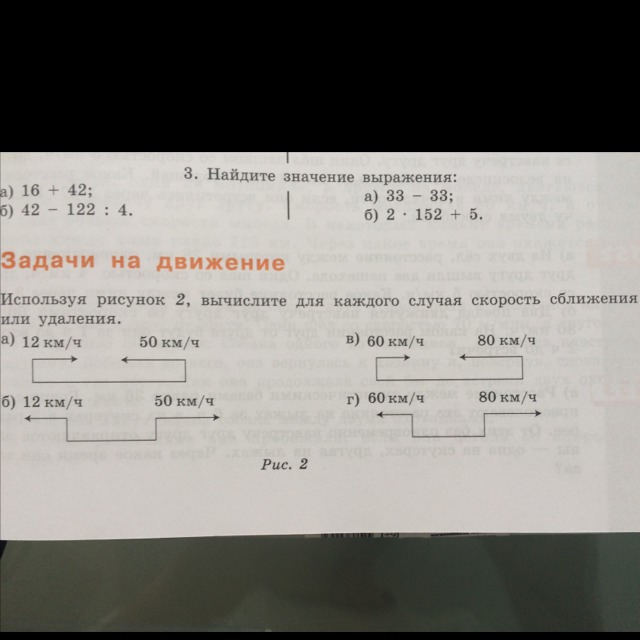 3. Найдите значение выражения:
а) 16 + 42;
б) 42 − 122 : 4.
а) 33 − 33;
б) 2 · 152 + 5.
Задачи на движение
Используя рисунок 2, вычислите для каждого случая скорость сближения
или удаления.
а) 12 км/ч 50 км/ч
б) 12 км/ч 50 км/ч
в) 60 км/ч 80 км/ч
г) 60 км/ч 80 км/ч
Рис. 2